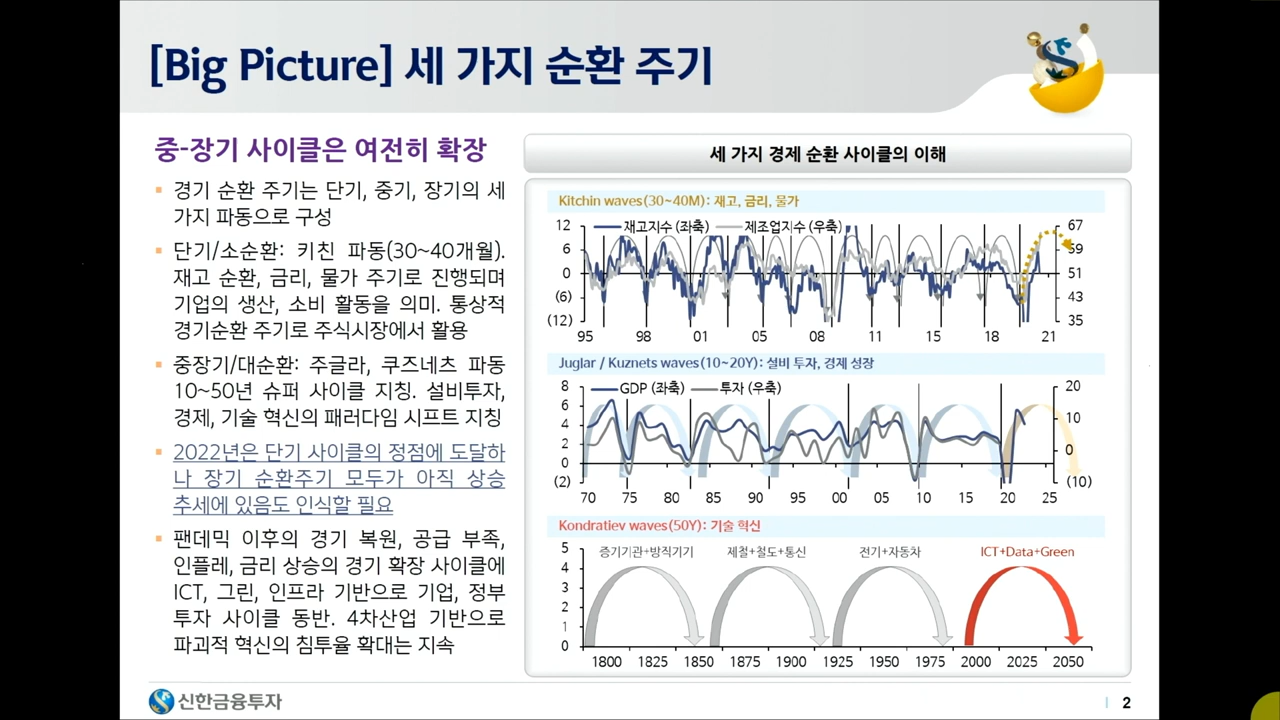 [Big Picture] 세 가지 순환 주기
중-장기 사이클은 여전히 확장
경기 순환 주기는 단기, 중기, 장기의 세
가지 파동으로 구성
단기/소순환: 키친 파동(30~40개월).
재고 순환, 금리, 물가 주기로 진행되며
기업의 생산, 소비 활동을 의미. 통상적
경기순환 주기로 주식시장에서 활용
중장기/대순환: 주글라, 쿠즈네츠 파동
10~50년 슈퍼 사이클 지칭. 설비투자,
경제, 기술 혁신의 패러다임 시프트 지칭
2022년은 단기 사이클의 정점에 도달하
나 장기 순환주기 모두가 아직 상승
추세에 있음도 인식할 필요
팬데믹 이후의 경기 복원, 공급 부족,
인플레, 금리 상승의 경기 확장 사이클에
ICT, 그린, 인프라 기반으로 기업, 정부
투자 사이클 동반. 4차산업 기반으로
파괴적 혁신의 침투율 확대는 지속
세 가지 경제 순환 사이클의 이해
Kitchin waves(30~40M): 재고, 금리, 물가
재고지수 (좌축) 제조업지수 (우축)
12 67
6 59
0 51
(6) 43
(12) 35
95 98 01 05 08 11 15 18 21
Juglar / Kuznets waves(10~20Y): 설비 투자, 경제 성장
GDP (좌축) 투자 (우축)
8 20
6
4 10
2
0 0
(2) (10)
70 75 80 85 90 95 00 05 10 15 20 25
Kondratiev waves(50Y): 기술 혁신
증기기관+방직기기 제철+철도+통신 전기+자동차 ICT+Data+Green
5
4
3
2
1
0
1800 1825 1850 1875 1900 1925 1950 1975 2000 2025 2050
신한금융투자
2